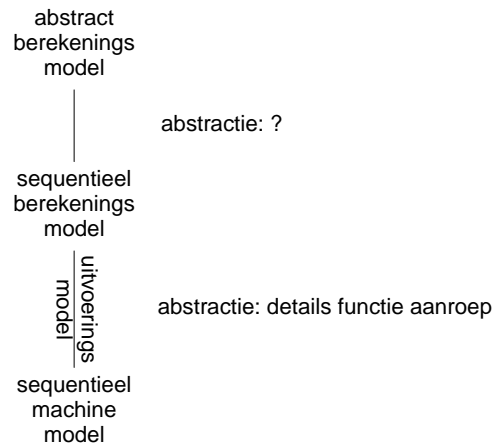 abstract
berekenings
model
abstractie: ?
sequentieel
berekenings
model
uitvoerings
model
abstractie: details functie aanroep
sequentieel
machine
model